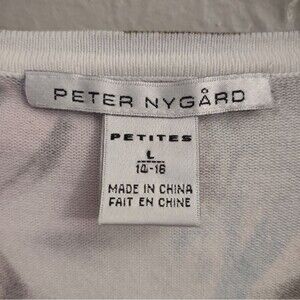 PETER NYGÅRD
PETITES
L
14-16
MADE IN CHINA
FAIT EN CHINE